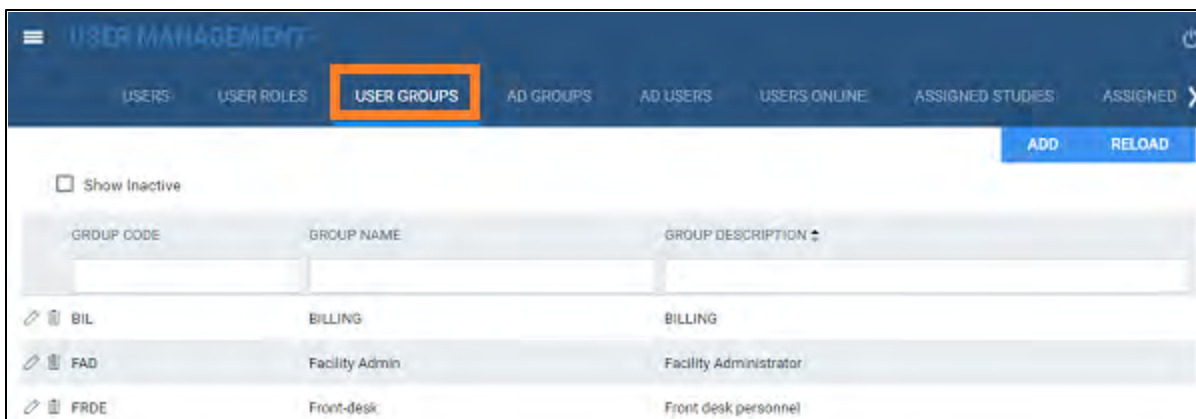 USER MANAGEMENT
USERS USER ROLES USER GROUPS AD GROUPS AD USERS USERS ONLINE ASSIGNED STUDIES ASSIGNED
ADD RELOAD
Show Inactive
GROUP CODE GROUP NAME GROUP DESCRIPTION
BIL BILLING BILLING
FAD Facility Admin Facility Administrator
FRDE Front-desk Front desk personnel